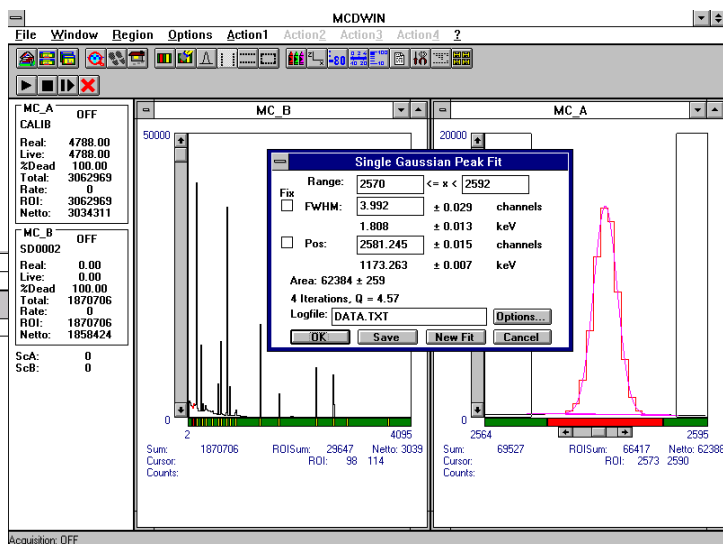 MCDWIN
File Window Region Options Action1 Action2 Action3 Action4 ?
MC_A OFF
CALIB
Real: 4788.00
Live: 4788.00
%Dead 100.00
Total: 3062969
Rate: 0
ROI: 3062969
Netto: 3034311
MC_B OFF
SD0002
Real: 0.00
Live: 0.00
%Dead 100.00
Total: 1870706
Rate: 0
ROI: 1870706
Netto: 1858424
ScA: 0
ScB: 0
MC_B
50000
0
2 4095
Sum: 1870706 ROISum: 29647 Netto: 3039
Cursor: ROI: 98 114
Counts:
MC_A
20000
0
2564 2595
Sum: 69527 ROISum: 66417 Netto: 62388
Cursor: ROI: 2573 2590
Counts:
Single Gaussian Peak Fit
Range: 2570 <= x < 2592
Fix
FWHM: 3.992 ± 0.029 channels
1.808 ± 0.013 keV
Pos: 2581.245 ± 0.015 channels
1173.263 ± 0.007 keV
Area: 62384 ± 259
4 Iterations, Q = 4.57
Logfile: DATA.TXT Options...
OK Save New Fit Cancel
Acquisition: OFF